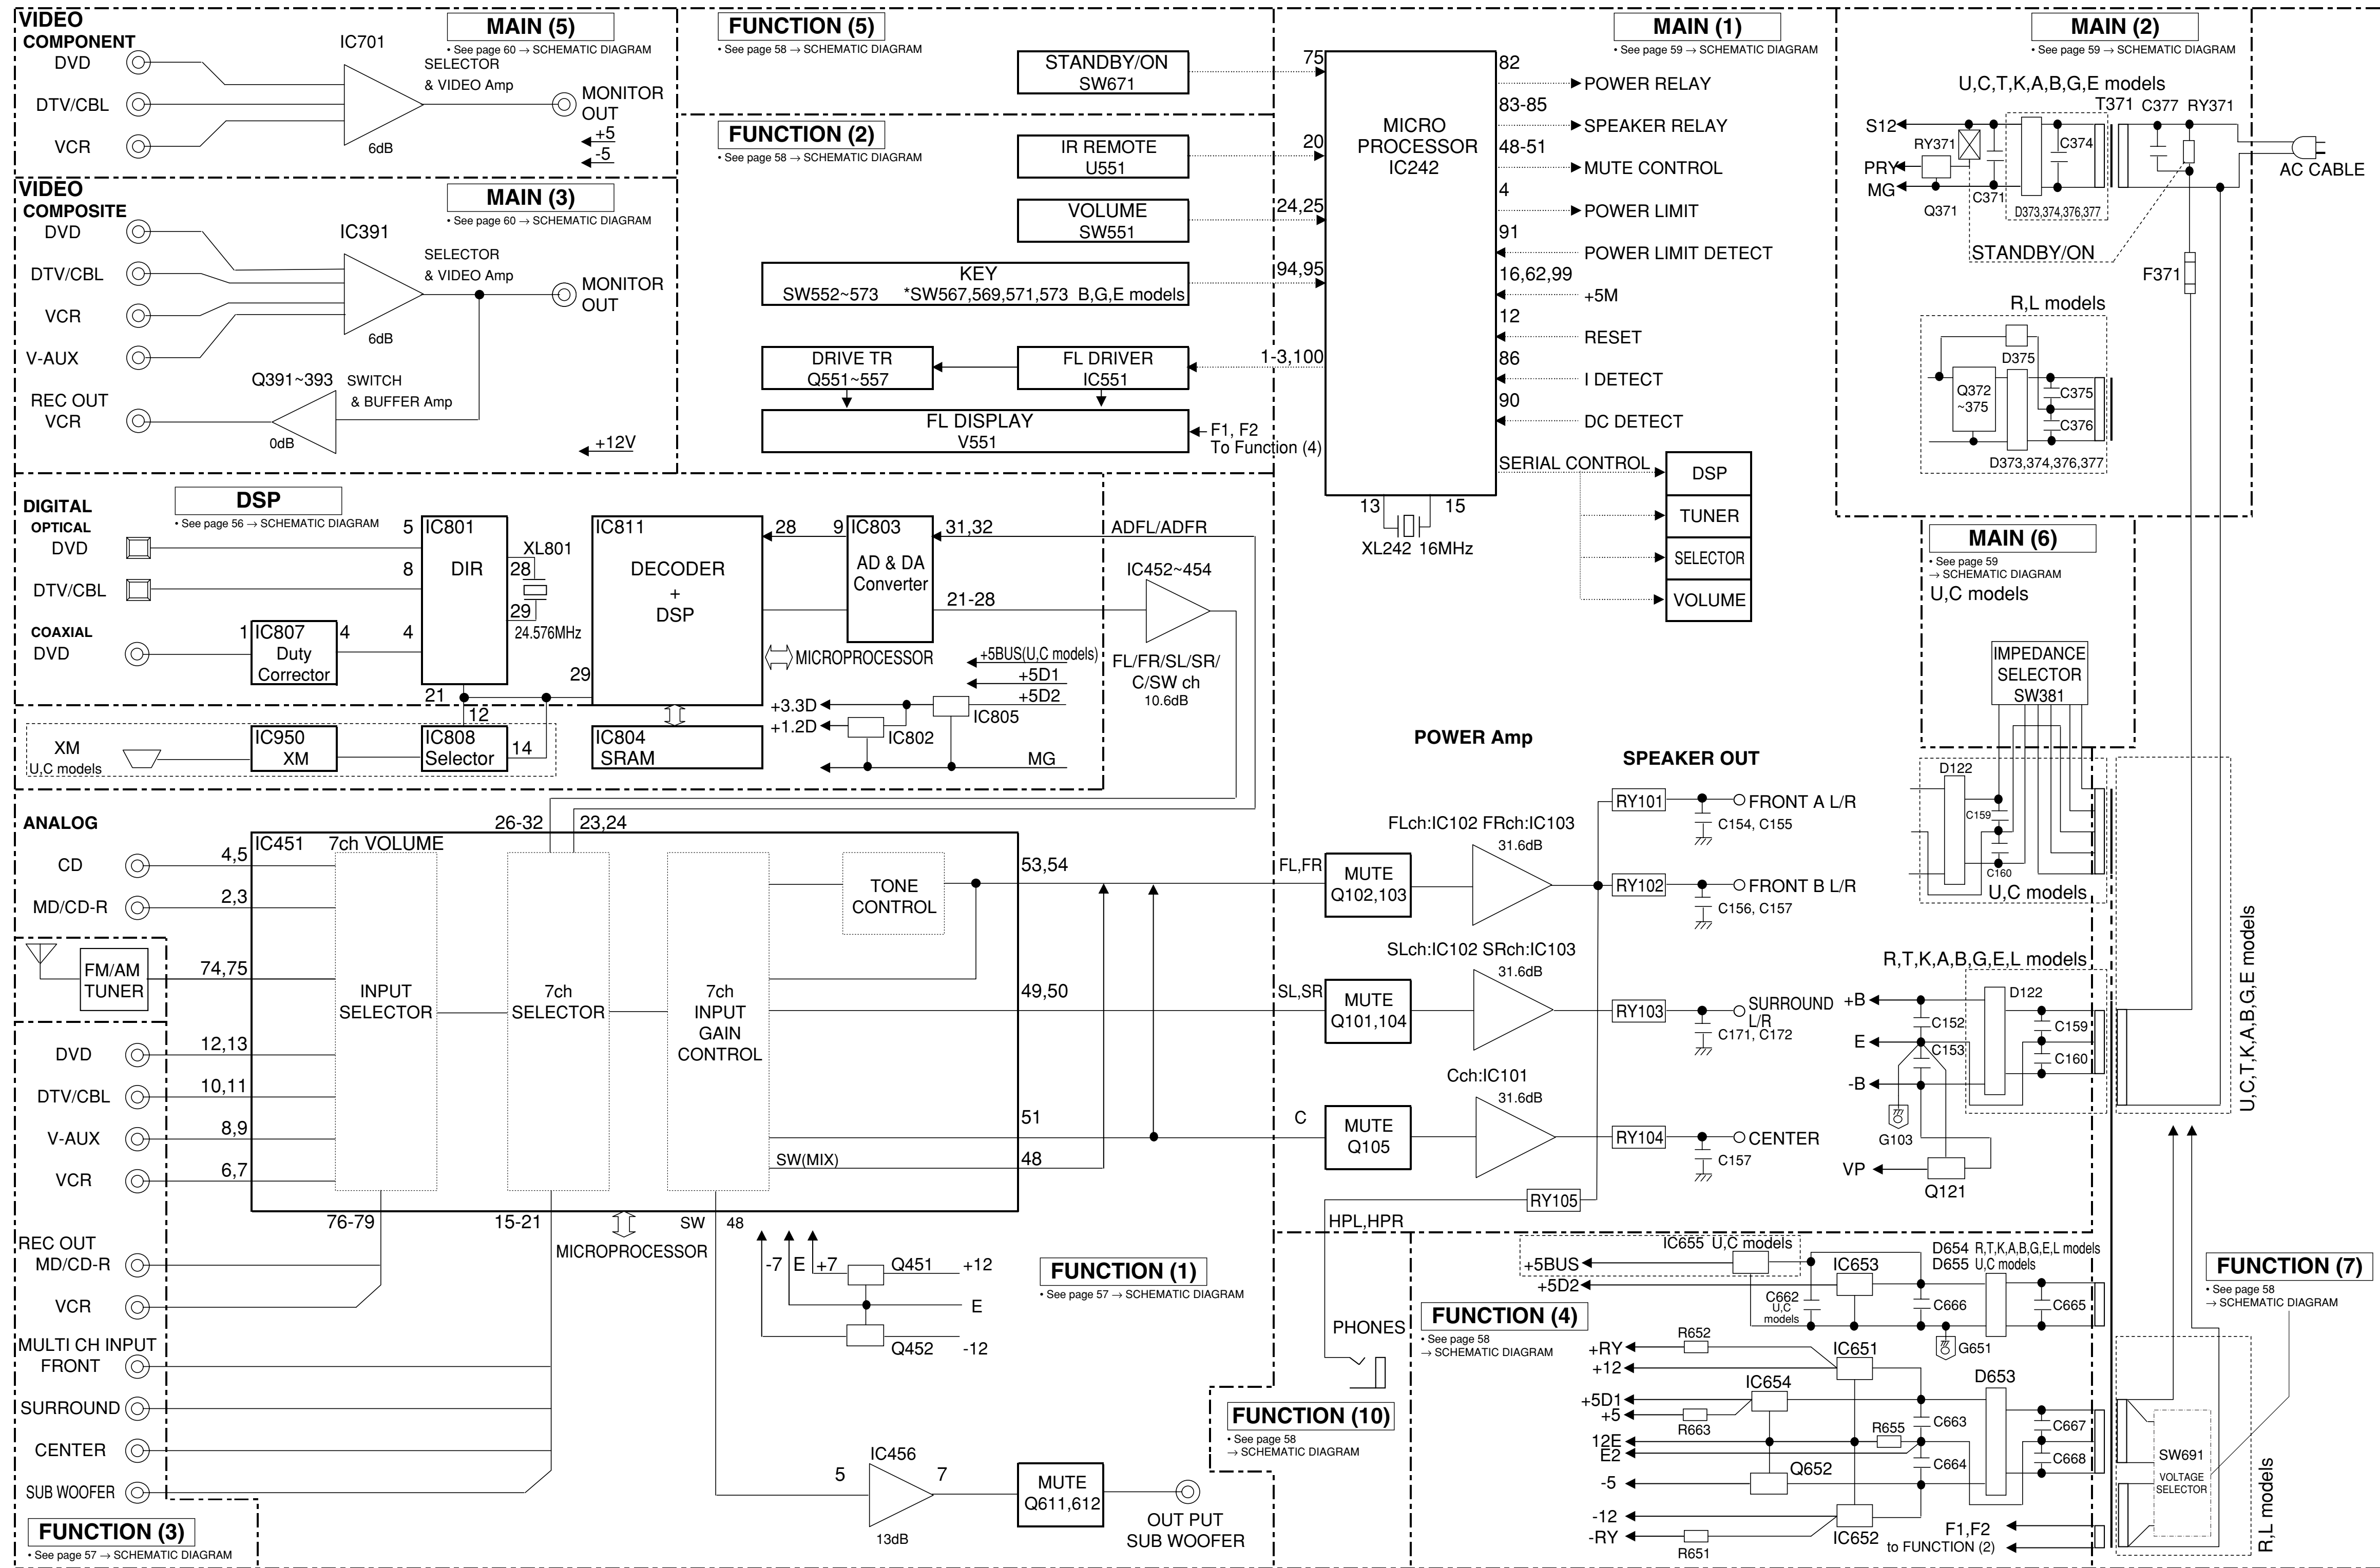 VIDEO
COMPONENT
DVD
DTV/CBL
VCR
MAIN (5)
• See page 60 → SCHEMATIC DIAGRAM
IC701
SELECTOR
& VIDEO Amp
MONITOR
OUT
6dB
+5
-5
VIDEO
COMPOSITE
DVD
DTV/CBL
VCR
V-AUX
REC OUT
VCR
MAIN (3)
• See page 60 → SCHEMATIC DIAGRAM
IC391
SELECTOR
& VIDEO Amp
MONITOR
OUT
6dB
Q391~393
SWITCH
& BUFFER Amp
0dB
+12V
FUNCTION (5)
• See page 58 → SCHEMATIC DIAGRAM
STANDBY/ON
SW671
75
FUNCTION (2)
• See page 58 → SCHEMATIC DIAGRAM
IR REMOTE
U551
20
VOLUME
SW551
24,25
KEY
SW552~573 *SW567,569,571,573 B,G,E models
94,95
DRIVE TR
Q551~557
FL DRIVER
IC551
1-3,100
FL DISPLAY
V551
F1, F2
To Function (4)
MAIN (1)
• See page 59 → SCHEMATIC DIAGRAM
MICRO
PROCESSOR
IC242
82
POWER RELAY
83-85
SPEAKER RELAY
48-51
MUTE CONTROL
4
POWER LIMIT
91
POWER LIMIT DETECT
16,62,99
+5M
12
RESET
86
I DETECT
90
DC DETECT
SERIAL CONTROL
DSP
TUNER
SELECTOR
VOLUME
13
15
XL242 16MHz
MAIN (2)
• See page 59 → SCHEMATIC DIAGRAM
U,C,T,K,A,B,G,E models
T371
C377
RY371
S12
RY371
C374
PRY
MG
Q371
C371
D373,374,376,377
STANDBY/ON
AC CABLE
F371
R,L models
D375
Q372
~375
C375
C376
D373,374,376,377
MAIN (6)
• See page 59
→ SCHEMATIC DIAGRAM
U,C models
IMPEDANCE
SELECTOR
SW381
DIGITAL
OPTICAL
DVD
DTV/CBL
COAXIAL
DVD
DSP
• See page 56 → SCHEMATIC DIAGRAM
5
8
4
IC801
DIR
XL801
28
29
24.576MHz
1
IC807
Duty
Corrector
4
21
12
29
IC811
DECODER
+
DSP
28
9
IC803
AD & DA
Converter
31,32
21-28
ADFL/ADFR
IC452~454
FL/FR/SL/SR/
C/SW ch
10.6dB
MICROPROCESSOR
+5BUS(U,C models)
+5D1
+5D2
+3.3D
+1.2D
IC805
IC802
MG
XM
U,C models
IC950
XM
IC808
Selector
14
IC804
SRAM
ANALOG
CD
MD/CD-R
FM/AM
TUNER
DVD
DTV/CBL
V-AUX
VCR
4,5
2,3
74,75
12,13
10,11
8,9
6,7
26-32
23,24
IC451
7ch VOLUME
INPUT
SELECTOR
7ch
SELECTOR
7ch
INPUT
GAIN
CONTROL
TONE
CONTROL
53,54
49,50
51
48
SW(MIX)
76-79
15-21
SW
48
MICROPROCESSOR
-7
E
+7
Q451
+12
E
Q452
-12
FUNCTION (1)
• See page 57 → SCHEMATIC DIAGRAM
REC OUT
MD/CD-R
VCR
MULTI CH INPUT
FRONT
SURROUND
CENTER
SUB WOOFER
FUNCTION (3)
• See page 57 → SCHEMATIC DIAGRAM
IC456
5
7
13dB
MUTE
Q611,612
OUT PUT
SUB WOOFER
POWER Amp
SPEAKER OUT
FL,FR
MUTE
Q102,103
FLch:IC102 FRch:IC103
31.6dB
RY101
FRONT A L/R
C154, C155
RY102
FRONT B L/R
C156, C157
SL,SR
MUTE
Q101,104
SLch:IC102 SRch:IC103
31.6dB
RY103
SURROUND
L/R
C171, C172
C
MUTE
Q105
Cch:IC101
31.6dB
RY104
CENTER
C157
RY105
HPL,HPR
PHONES
FUNCTION (10)
• See page 58
→ SCHEMATIC DIAGRAM
D122
C159
C160
U,C models
R,T,K,A,B,G,E,L models
+B
D122
C152
C159
E
C153
C160
-B
G103
VP
Q121
U,C,T,K,A,B,G,E models
FUNCTION (4)
• See page 58
→ SCHEMATIC DIAGRAM
IC655 U,C models
+5BUS
+5D2
IC653
D654 R,T,K,A,B,G,E,L models
D655 U,C models
C662
U,C
models
C666
C665
G651
R652
+RY
+12
IC651
+5D1
+5
IC654
R663
D653
C663
C667
R655
12E
E2
C664
C668
-5
Q652
-12
-RY
R651
IC652
F1,F2
to FUNCTION (2)
FUNCTION (7)
• See page 58
→ SCHEMATIC DIAGRAM
SW691
VOLTAGE
SELECTOR
R,L models